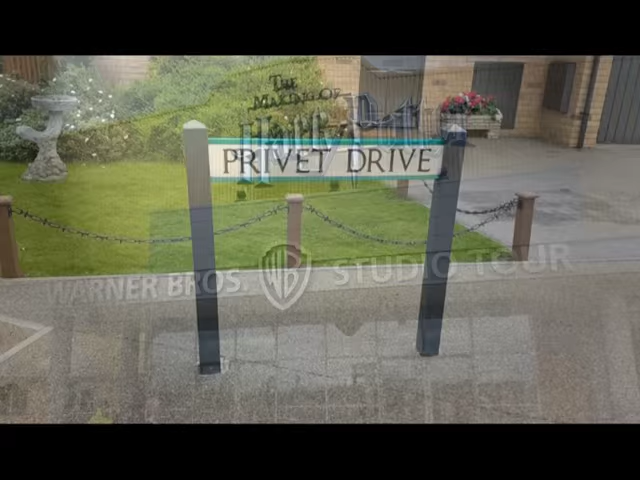 The
Making of
Harry Potter
PRIVET DRIVE
WARNER BROS. WB STUDIO TOUR